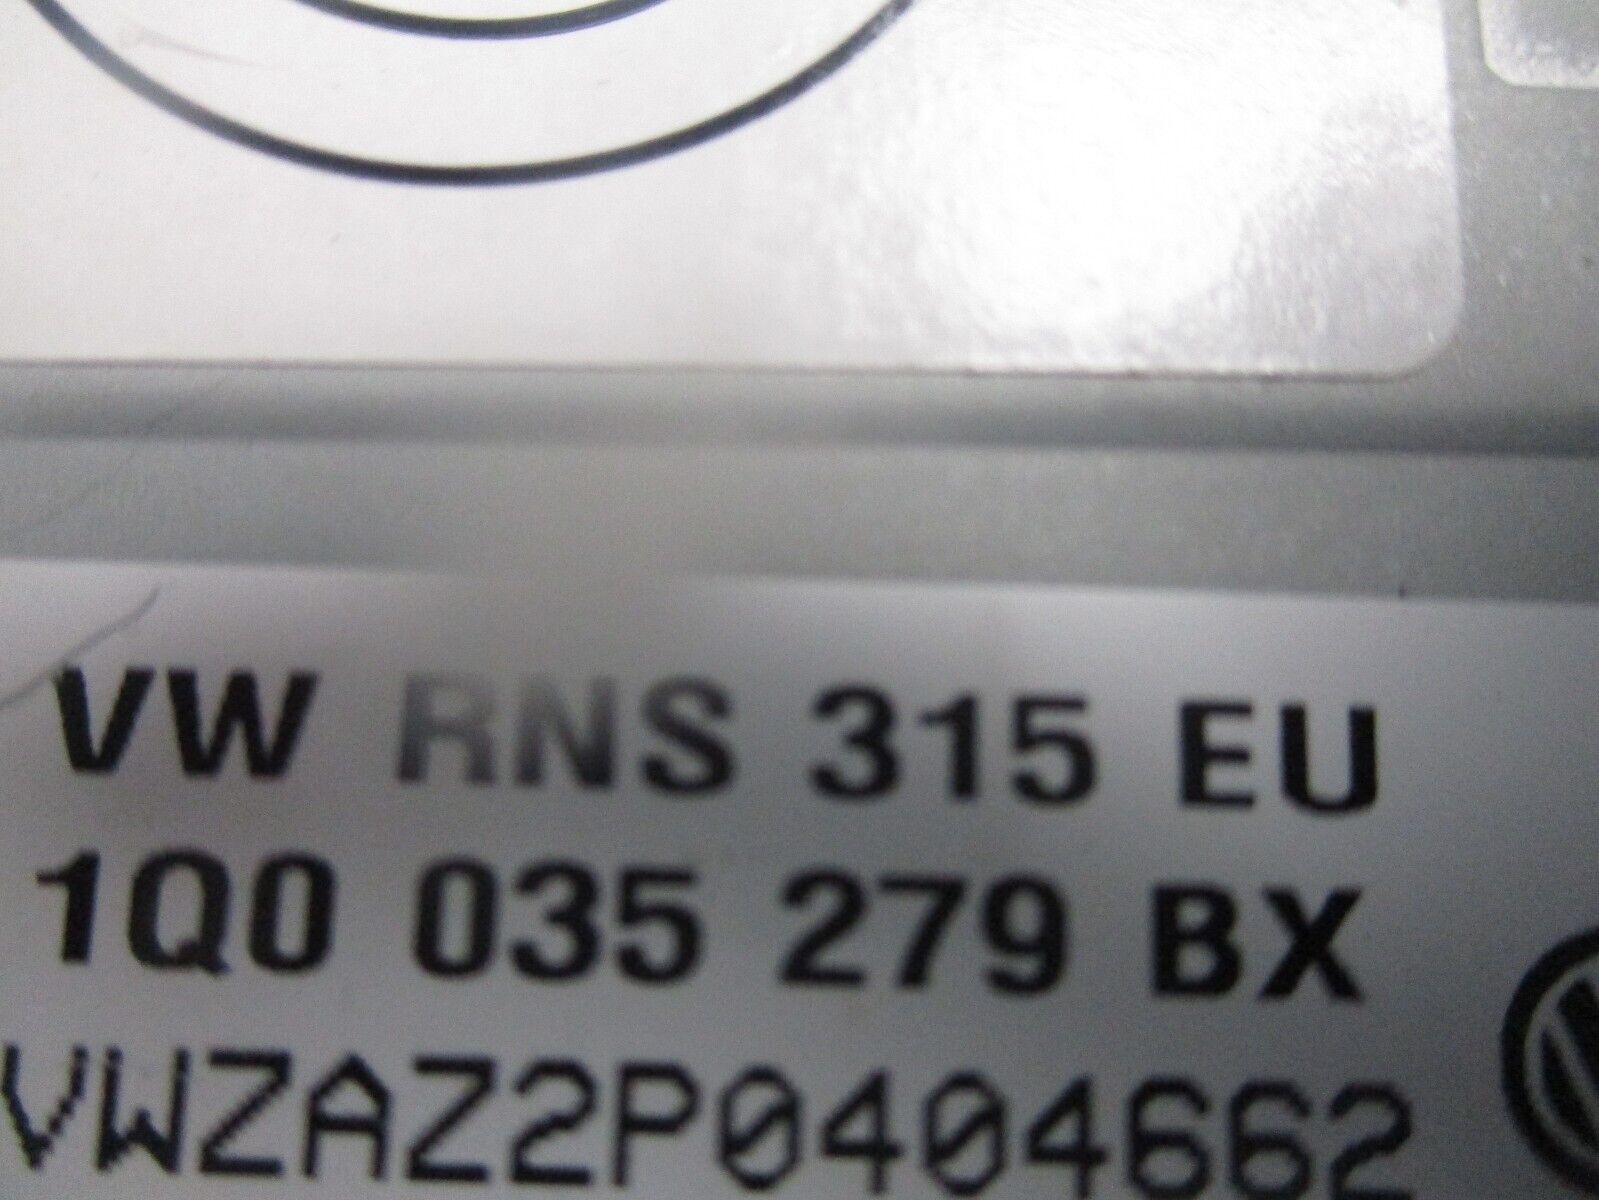 VW RNS 315 EU
1Q0 035 279 BX
VWZAZ2P0404662